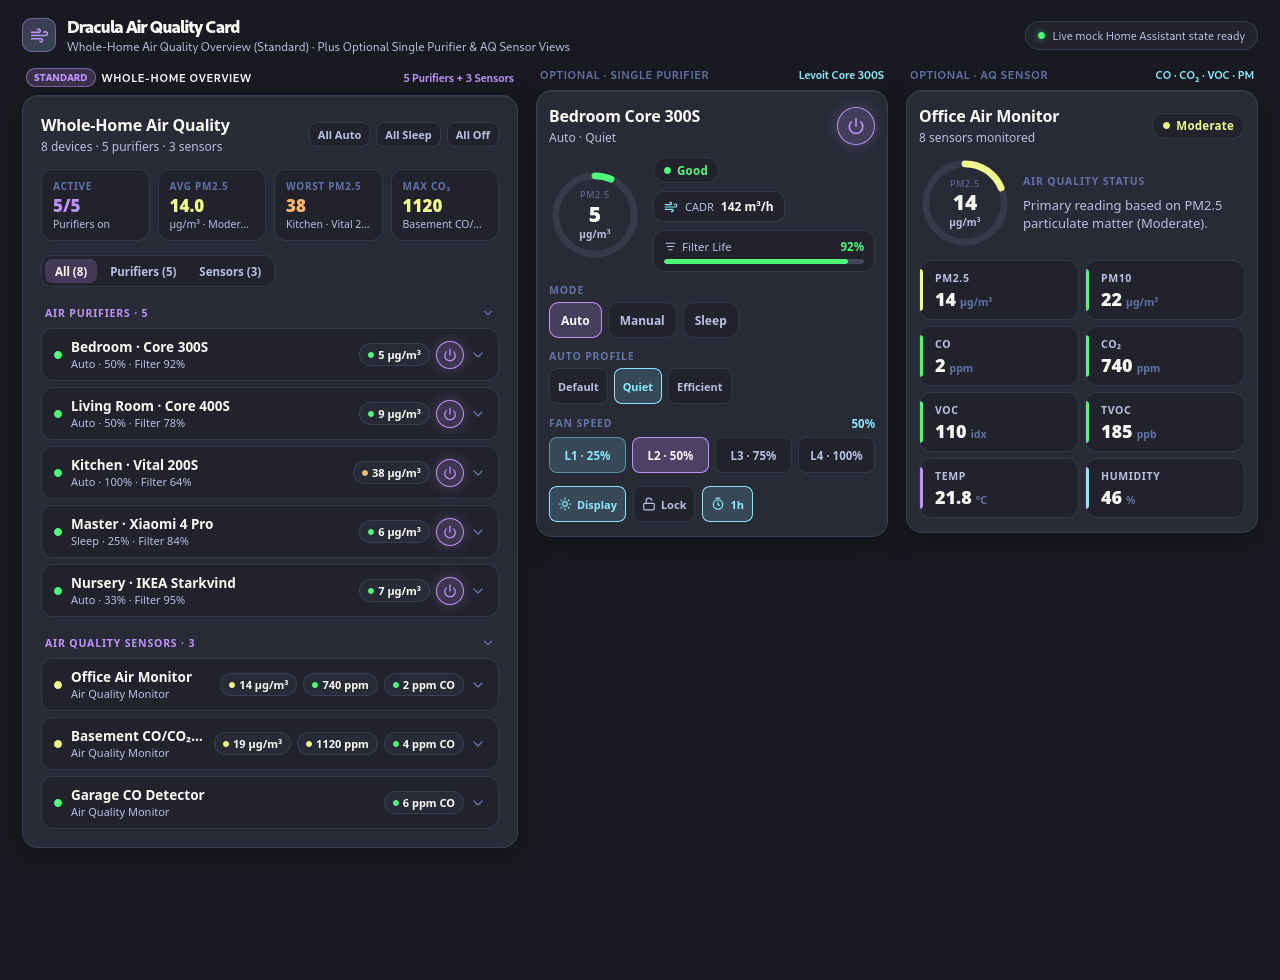 Dracula Air Quality Card
Whole-Home Air Quality Overview (Standard) · Plus Optional Single Purifier & AQ Sensor Views
Live mock Home Assistant state ready
STANDARD WHOLE-HOME OVERVIEW
5 Purifiers + 3 Sensors
Whole-Home Air Quality
8 devices · 5 purifiers · 3 sensors
All Auto
All Sleep
All Off
ACTIVE
5/5
Purifiers on
AVG PM2.5
14.0
µg/m³ · Moder...
WORST PM2.5
38
Kitchen · Vital 2...
MAX CO₂
1120
Basement CO/...
All (8)
Purifiers (5)
Sensors (3)
AIR PURIFIERS · 5
Bedroom · Core 300S
Auto · 50% · Filter 92%
5 µg/m³
Living Room · Core 400S
Auto · 50% · Filter 78%
9 µg/m³
Kitchen · Vital 200S
Auto · 100% · Filter 64%
38 µg/m³
Master · Xiaomi 4 Pro
Sleep · 25% · Filter 84%
6 µg/m³
Nursery · IKEA Starkvind
Auto · 33% · Filter 95%
7 µg/m³
AIR QUALITY SENSORS · 3
Office Air Monitor
Air Quality Monitor
14 µg/m³
740 ppm
2 ppm CO
Basement CO/CO₂...
Air Quality Monitor
19 µg/m³
1120 ppm
4 ppm CO
Garage CO Detector
Air Quality Monitor
6 ppm CO
OPTIONAL · SINGLE PURIFIER
Levoit Core 300S
Bedroom Core 300S
Auto · Quiet
PM2.5
5
µg/m³
Good
CADR 142 m³/h
Filter Life
92%
MODE
Auto
Manual
Sleep
AUTO PROFILE
Default
Quiet
Efficient
FAN SPEED
50%
L1 · 25%
L2 · 50%
L3 · 75%
L4 · 100%
Display
Lock
1h
OPTIONAL · AQ SENSOR
CO · CO₂ · VOC · PM
Office Air Monitor
8 sensors monitored
Moderate
PM2.5
14
µg/m³
AIR QUALITY STATUS
Primary reading based on PM2.5
particulate matter (Moderate).
PM2.5
14 µg/m³
PM10
22 µg/m³
CO
2 ppm
CO₂
740 ppm
VOC
110 idx
TVOC
185 ppb
TEMP
21.8 °C
HUMIDITY
46 %